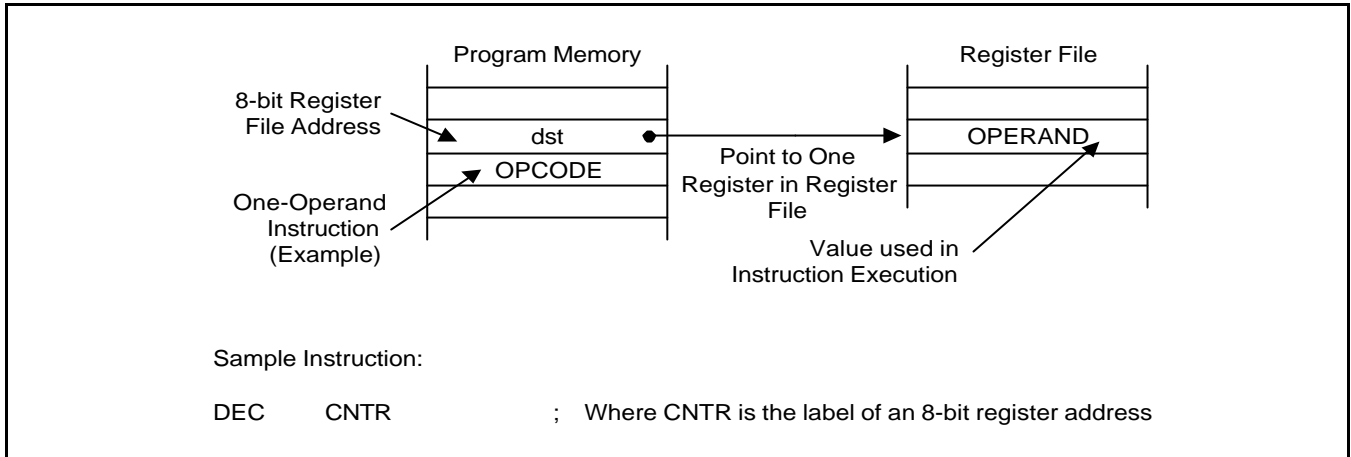 Program Memory
Register File
8-bit Register
File Address
dst
OPERAND
OPCODE
Point to One
Register in Register
File
One-Operand
Instruction
(Example)
Value used in
Instruction Execution
Sample Instruction:
DEC CNTR ; Where CNTR is the label of an 8-bit register address